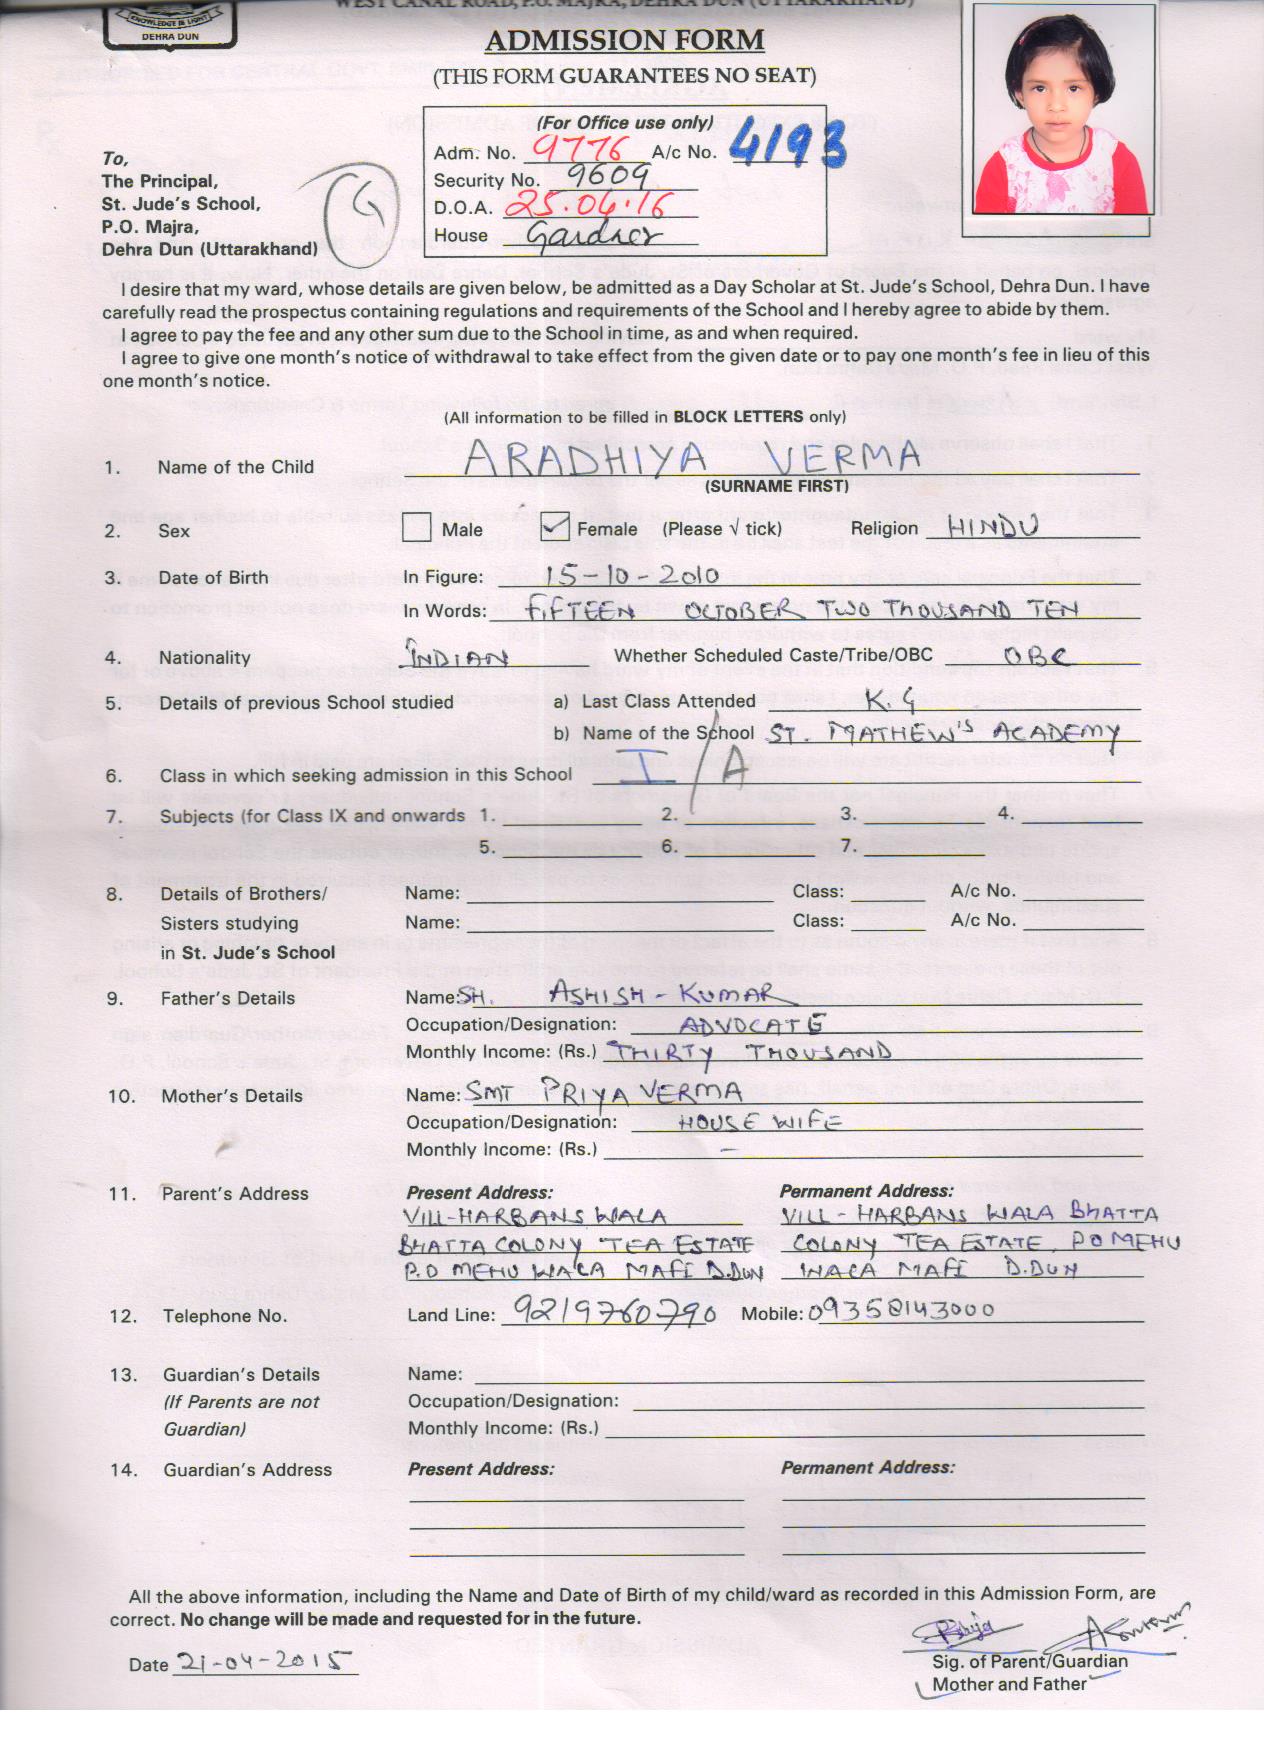 WEST CANAL ROAD, P.O. MAJRA, DEHRA DUN (UTTARAKHAND)
KNOWLEDGE IS LIGHT
DEHRA DUN
ADMISSION FORM
(THIS FORM GUARANTEES NO SEAT)
(For Office use only)
Adm. No. 9776 A/c No. 4193
Security No. 9609
D.O.A. 25.04.16
House Gardner
G
To,
The Principal,
St. Jude's School,
P.O. Majra,
Dehra Dun (Uttarakhand)
I desire that my ward, whose details are given below, be admitted as a Day Scholar at St. Jude's School, Dehra Dun. I have
carefully read the prospectus containing regulations and requirements of the School and I hereby agree to abide by them.
I agree to pay the fee and any other sum due to the School in time, as and when required.
I agree to give one month's notice of withdrawal to take effect from the given date or to pay one month's fee in lieu of this
one month's notice.
(All information to be filled in BLOCK LETTERS only)
1. Name of the Child ARADHIYA VERMA
(SURNAME FIRST)
2. Sex Male Female (Please √ tick) Religion HINDU
3. Date of Birth In Figure: 15-10-2010
In Words: FIFTEEN OCTOBER TWO THOUSAND TEN
4. Nationality INDIAN Whether Scheduled Caste/Tribe/OBC OBC
5. Details of previous School studied a) Last Class Attended K.G
b) Name of the School ST. MATHEW'S ACADEMY
6. Class in which seeking admission in this School I/A
7. Subjects (for Class IX and onwards 1. 2. 3. 4.
5. 6. 7.
8. Details of Brothers/ Name: Class: A/c No.
Sisters studying Name: Class: A/c No.
in St. Jude's School
9. Father's Details Name: SH. ASHISH-KUMAR
Occupation/Designation: ADVOCATE
Monthly Income: (Rs.) THIRTY THOUSAND
10. Mother's Details Name: SMT PRIYA VERMA
Occupation/Designation: HOUSE WIFE
Monthly Income: (Rs.) -
11. Parent's Address Present Address: Permanent Address:
VILL-HARBANS WALA VILL-HARBANS WALA BHATTA
BHATTA COLONY TEA ESTATE COLONY TEA ESTATE, PO MEHU
P.O MEHU WALA MAFI D.DUN WALA MAFI D.DUN
12. Telephone No. Land Line: 9219760790 Mobile: 09358143000
13. Guardian's Details Name:
(If Parents are not Occupation/Designation:
Guardian) Monthly Income: (Rs.)
14. Guardian's Address Present Address: Permanent Address:
All the above information, including the Name and Date of Birth of my child/ward as recorded in this Admission Form, are
correct. No change will be made and requested for in the future.
Date 21-04-2015
Sig. of Parent/Guardian
Mother and Father